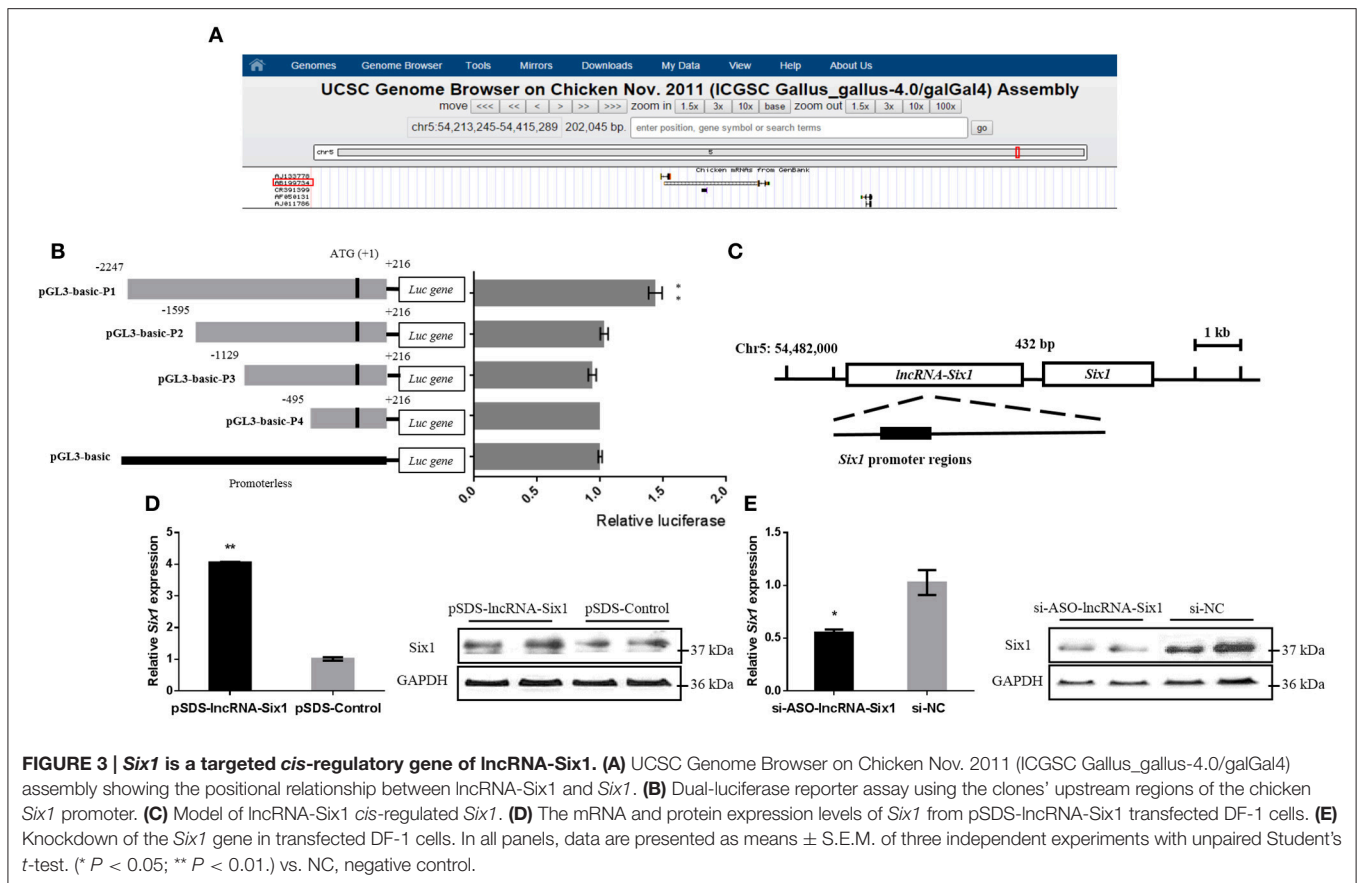 A
Genomes Genome Browser Tools Mirrors Downloads My Data View Help About Us
UCSC Genome Browser on Chicken Nov. 2011 (ICGSC Gallus_gallus-4.0/galGal4) Assembly
move <<< << < > >> >>> zoom in 1.5x 3x 10x base zoom out 1.5x 3x 10x 100x
chr5:54,213,245-54,415,289 202,045 bp. enter position, gene symbol or search terms go
chr5 5
Chicken mRNAs from GenBank
AJ133778
AB199734
CR391399
AF050131
AJ011786
B
ATG (+1)
-2247 +216
pGL3-basic-P1 Luc gene * *
-1595 +216
pGL3-basic-P2 Luc gene
-1129 +216
pGL3-basic-P3 Luc gene
-495 +216
pGL3-basic-P4 Luc gene
pGL3-basic Luc gene
Promoterless
0.0 0.5 1.0 1.5 2.0
Relative luciferase
C
Chr5: 54,482,000 432 bp 1 kb
lncRNA-Six1 Six1
Six1 promoter regions
D
Relative Six1 expression
5
4
3
2
1
0
**
pSDS-lncRNA-Six1 pSDS-Control
pSDS-lncRNA-Six1 pSDS-Control
Six1 37 kDa
GAPDH 36 kDa
E
Relative Six1 expression
1.5
1.0
0.5
0.0
*
si-ASO-lncRNA-Six1 si-NC
si-ASO-lncRNA-Six1 si-NC
Six1 37 kDa
GAPDH 36 kDa
FIGURE 3 | Six1 is a targeted cis-regulatory gene of lncRNA-Six1. (A) UCSC Genome Browser on Chicken Nov. 2011 (ICGSC Gallus_gallus-4.0/galGal4)
assembly showing the positional relationship between lncRNA-Six1 and Six1. (B) Dual-luciferase reporter assay using the clones' upstream regions of the chicken
Six1 promoter. (C) Model of lncRNA-Six1 cis-regulated Six1. (D) The mRNA and protein expression levels of Six1 from pSDS-lncRNA-Six1 transfected DF-1 cells. (E)
Knockdown of the Six1 gene in transfected DF-1 cells. In all panels, data are presented as means ± S.E.M. of three independent experiments with unpaired Student's
t-test. (* P < 0.05; ** P < 0.01.) vs. NC, negative control.